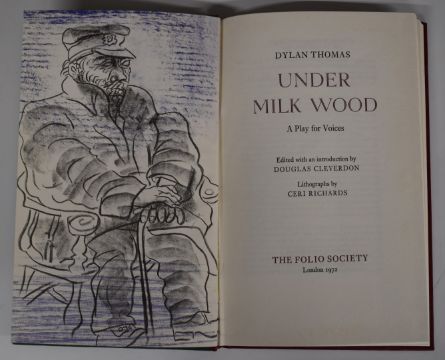 DYLAN THOMAS
UNDER
MILK WOOD
A Play for Voices
Edited with an introduction by
DOUGLAS CLEVERDON
Lithographs by
CERI RICHARDS
THE FOLIO SOCIETY
London 1972